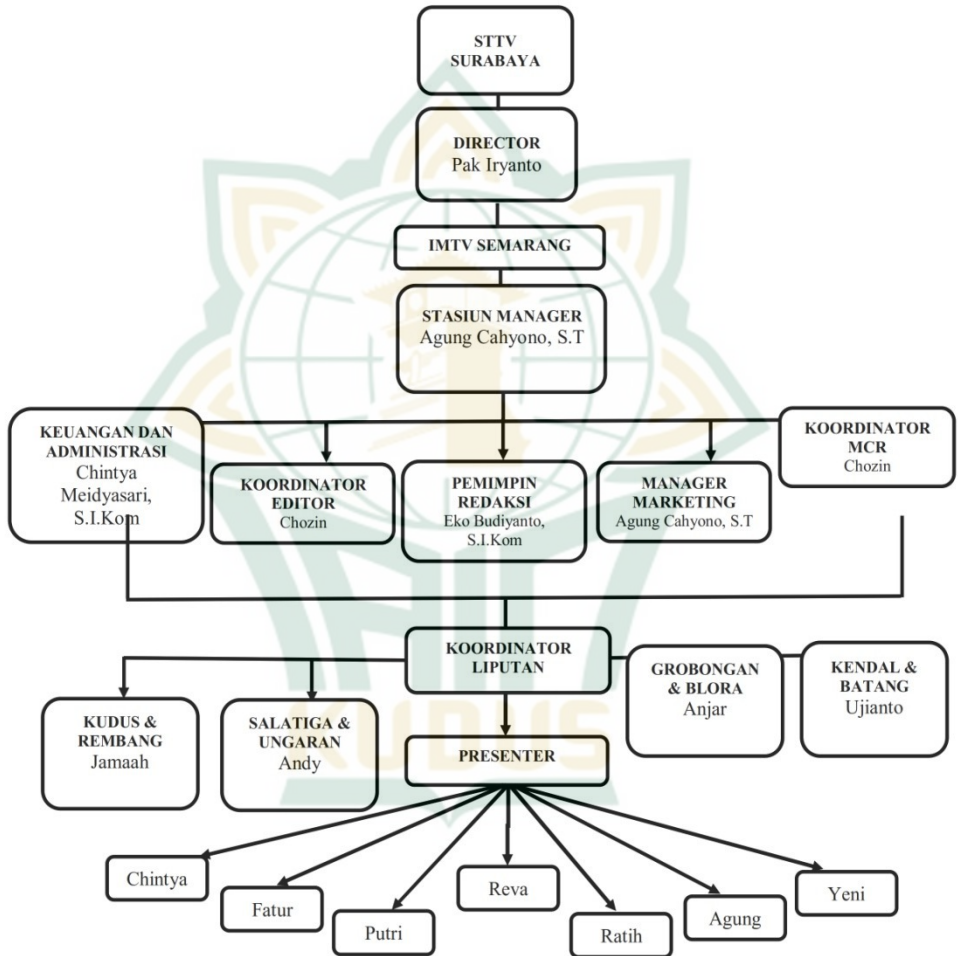 STTV
SURABAYA
DIRECTOR
Pak Iryanto
IMTV SEMARANG
STASIUN MANAGER
Agung Cahyono, S.T
KEUANGAN DAN
ADMINISTRASI
Chintya
Meidyasari,
S.I.Kom
KOORDINATOR
EDITOR
Chozin
PEMIMPIN
REDAKSI
Eko Budiyanto,
S.I.Kom
MANAGER
MARKETING
Agung Cahyono, S.T
KOORDINATOR
MCR
Chozin
KOORDINATOR
LIPUTAN
KUDUS &
REMBANG
Jamaah
SALATIGA &
UNGARAN
Andy
GROBONGAN
& BLORA
Anjar
KENDAL &
BATANG
Ujianto
KUDUS
PRESENTER
Chintya
Fatur
Putri
Reva
Ratih
Agung
Yeni